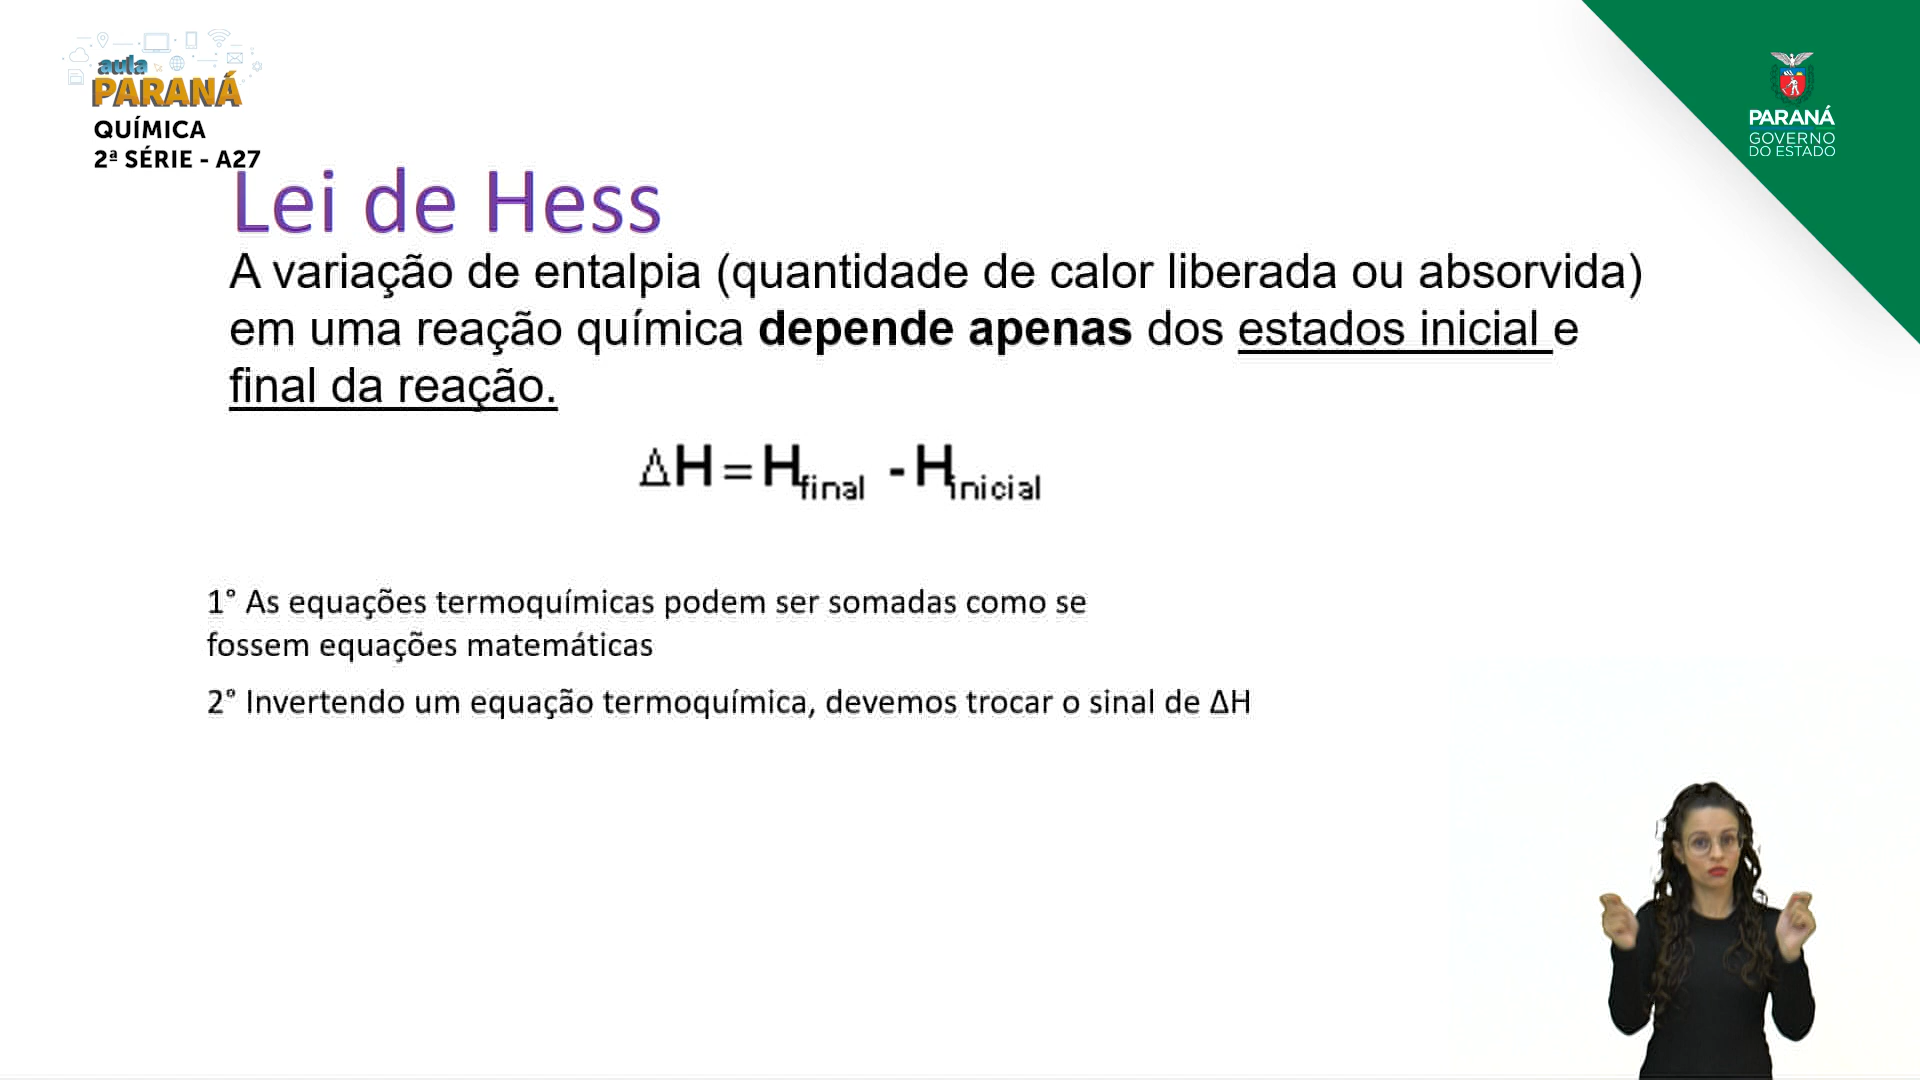 aula
PARANÁ
QUÍMICA
2ª SÉRIE - A27
PARANÁ
GOVERNO
DO ESTADO
Lei de Hess
A variação de entalpia (quantidade de calor liberada ou absorvida)
em uma reação química depende apenas dos estados inicial e
final da reação.
ΔH = Hfinal - Hinicial
1° As equações termoquímicas podem ser somadas como se
fossem equações matemáticas
2° Invertendo um equação termoquímica, devemos trocar o sinal de ΔH